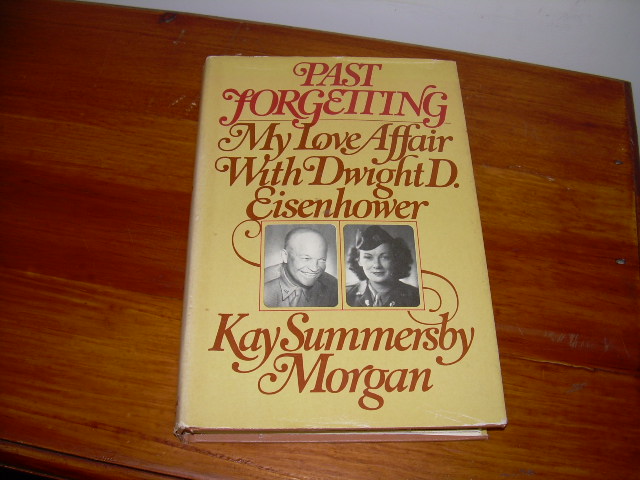 PAST
FORGETTING
My Love Affair
With Dwight D.
Eisenhower
Kay Summersby
Morgan